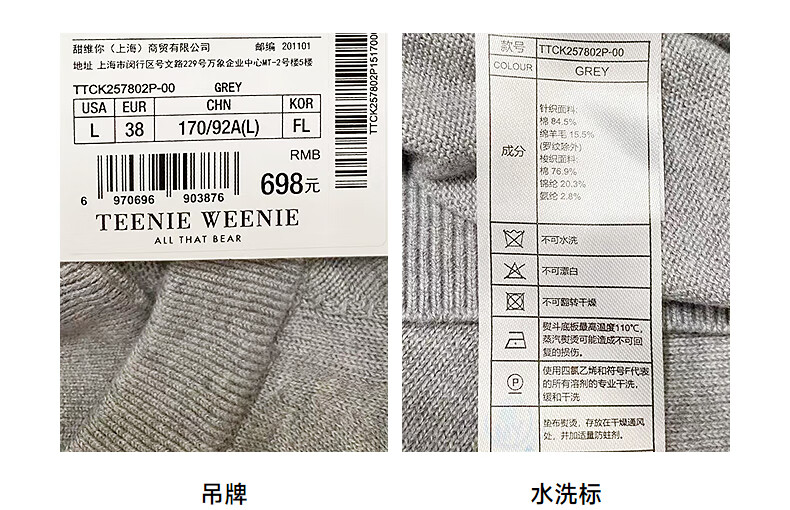 甜维你（上海）商贸有限公司 邮编 201101
地址 上海市闵行区号文路229号万象企业中心MT-2号楼5楼
TTCK257802P-00 GREY
USA EUR CHN KOR
L 38 170/92A(L) FL
RMB
698元
6 970696 903876
TEENIE WEENIE
ALL THAT BEAR
TTCK257802P1517000
款号 TTCK257802P-00
COLOUR GREY
成分
针织面料:
棉 84.5%
绵羊毛 15.5%
(罗纹除外)
梭织面料:
棉 76.9%
锦纶 20.3%
氨纶 2.8%
不可水洗
不可漂白
不可翻转干燥
熨斗底板最高温度110℃,
蒸汽熨烫可能造成不可回
复的损伤。
P
使用四氯乙烯和符号F代表
的所有溶剂的专业干洗,
缓和干洗
垫布熨烫, 存放在干燥通风
处, 并加适量防蛀剂。
吊牌
水洗标